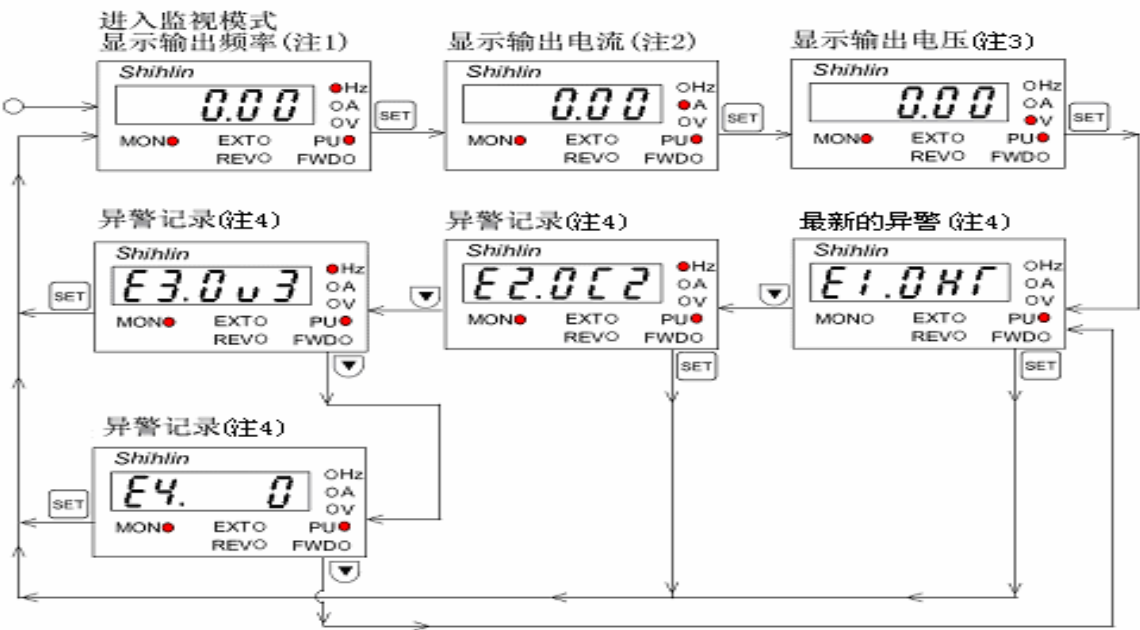 进入监视模式
显示输出频率(注1)
显示输出电流(注2)
显示输出电压(注3)
Shihlin
0.00
Hz
A
V
MON EXT PU
REV FWD
SET
Shihlin
0.00
Hz
A
V
MON EXT PU
REV FWD
SET
Shihlin
0.00
Hz
A
V
MON EXT PU
REV FWD
SET
异警记录(注4)
异警记录(注4)
最新的异警(注4)
SET
Shihlin
E3.0v3
Hz
A
V
MON EXT PU
REV FWD
Shihlin
E2.0C2
Hz
A
V
MON EXT PU
REV FWD
SET
Shihlin
E1.0HT
Hz
A
V
MON EXT PU
REV FWD
SET
异警记录(注4)
SET
Shihlin
E4. 0
Hz
A
V
MON EXT PU
REV FWD